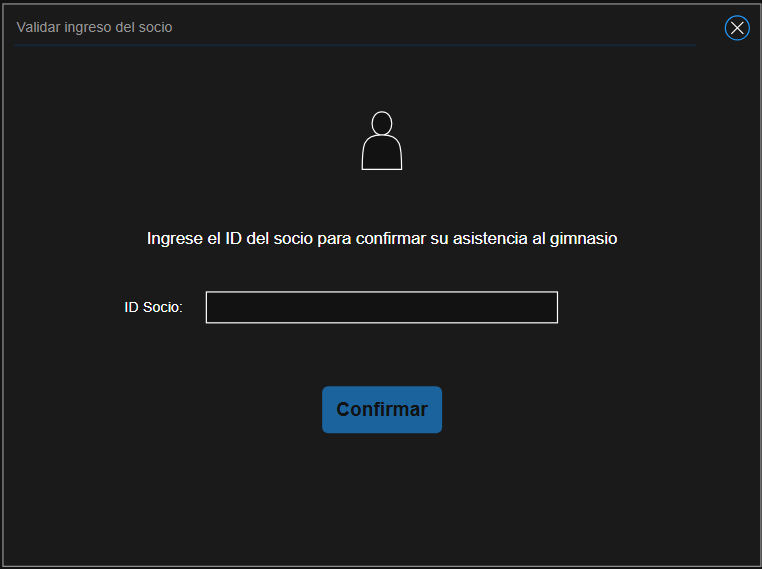 Validar ingreso del socio
Ingrese el ID del socio para confirmar su asistencia al gimnasio
ID Socio:
Confirmar